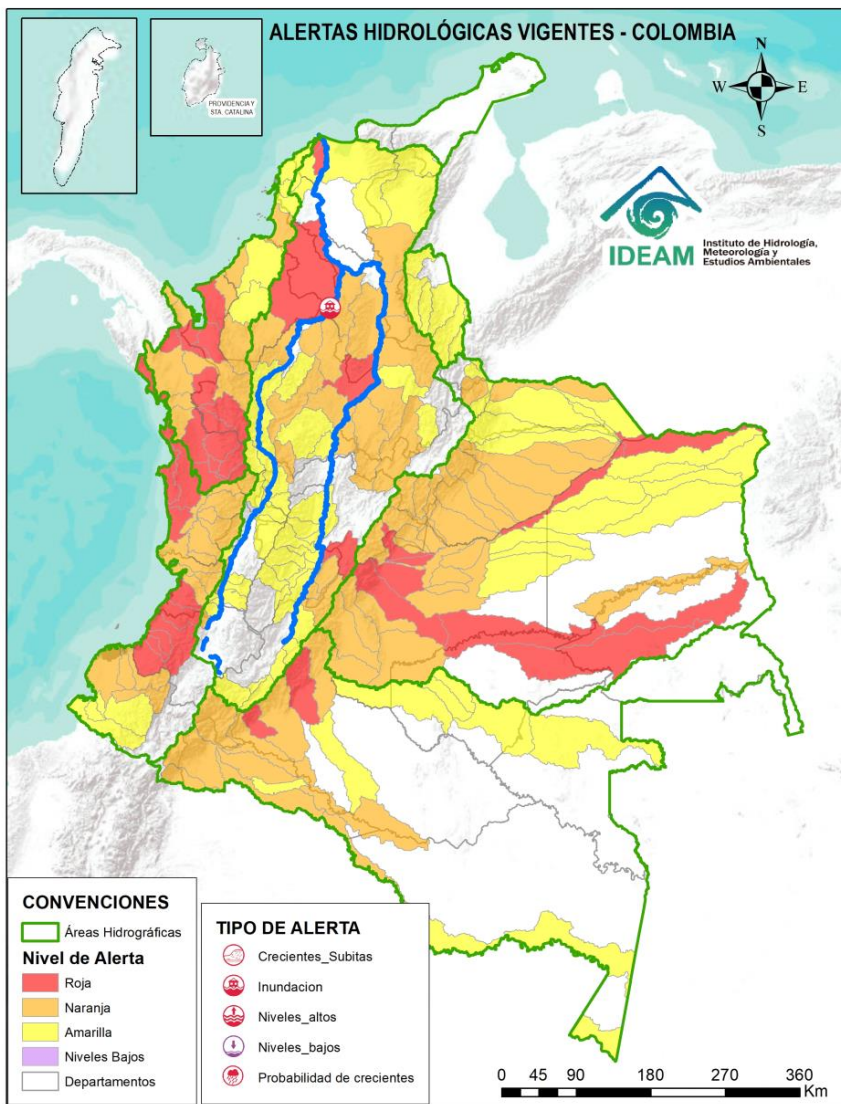 ALERTAS HIDROLÓGICAS VIGENTES - COLOMBIA
PROVIDENCIA Y
STA. CATALINA
N
W
E
S
IDEAM
Instituto de Hidrología,
Meteorología y
Estudios Ambientales
CONVENCIONES
Áreas Hidrográficas
Nivel de Alerta
Roja
Naranja
Amarilla
Niveles Bajos
Departamentos
TIPO DE ALERTA
Crecientes_Subitas
Inundacion
Niveles_altos
Niveles_bajos
Probabilidad de crecientes
0 45 90 180 270 360
Km